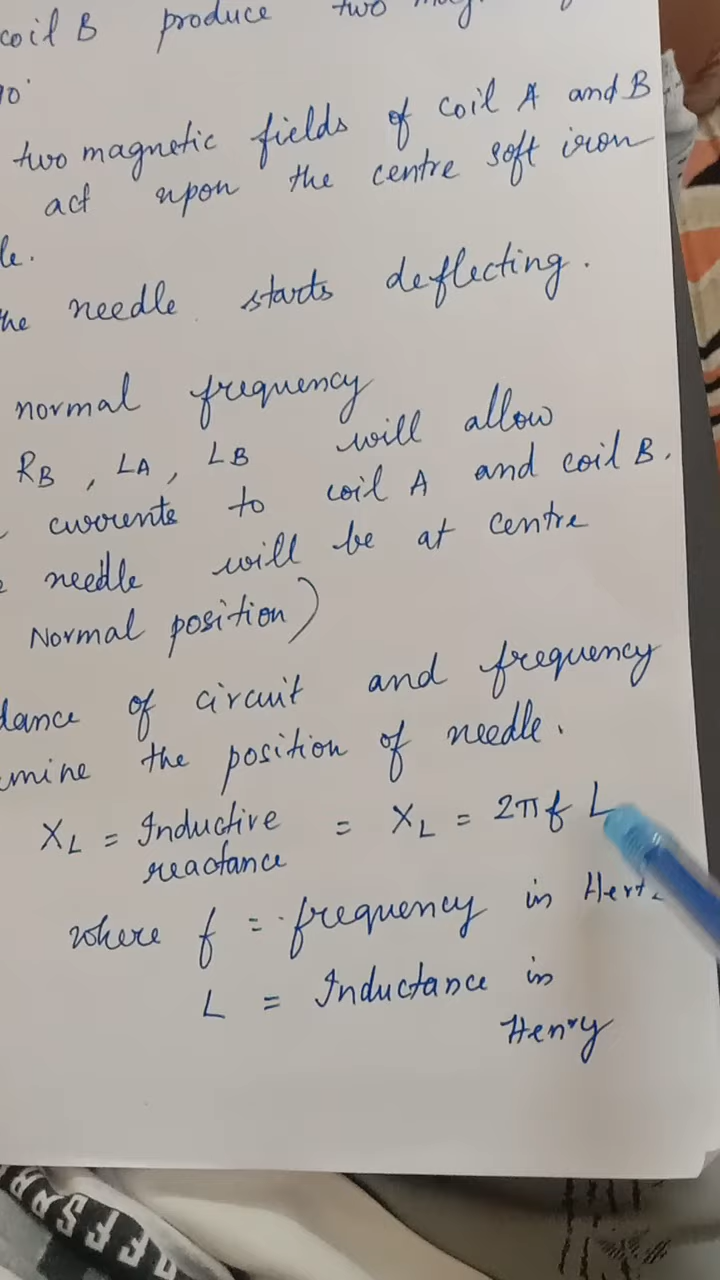 coil B produce two
90°
two magnetic fields of coil A and B
act upon the centre soft iron
le.
the needle starts deflecting.
normal frequency
RB, LA, LB will allow
currents to coil A and coil B.
needle will be at centre
Normal position)
dance of circuit and frequency
mine the position of needle.
XL = Inductive reactance = XL = 2πf L
where f = frequency in Hertz
L = Inductance in
Henry